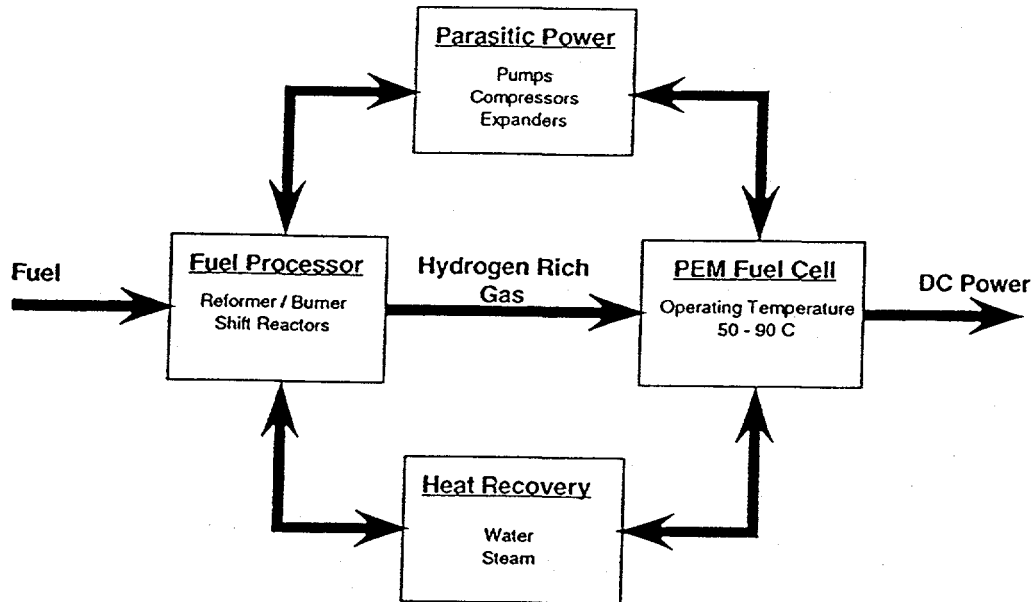 Parasitic Power
Pumps
Compressors
Expanders
Fuel
Fuel Processor
Reformer / Burner
Shift Reactors
Hydrogen Rich
Gas
PEM Fuel Cell
Operating Temperature
50 - 90 C
DC Power
Heat Recovery
Water
Steam